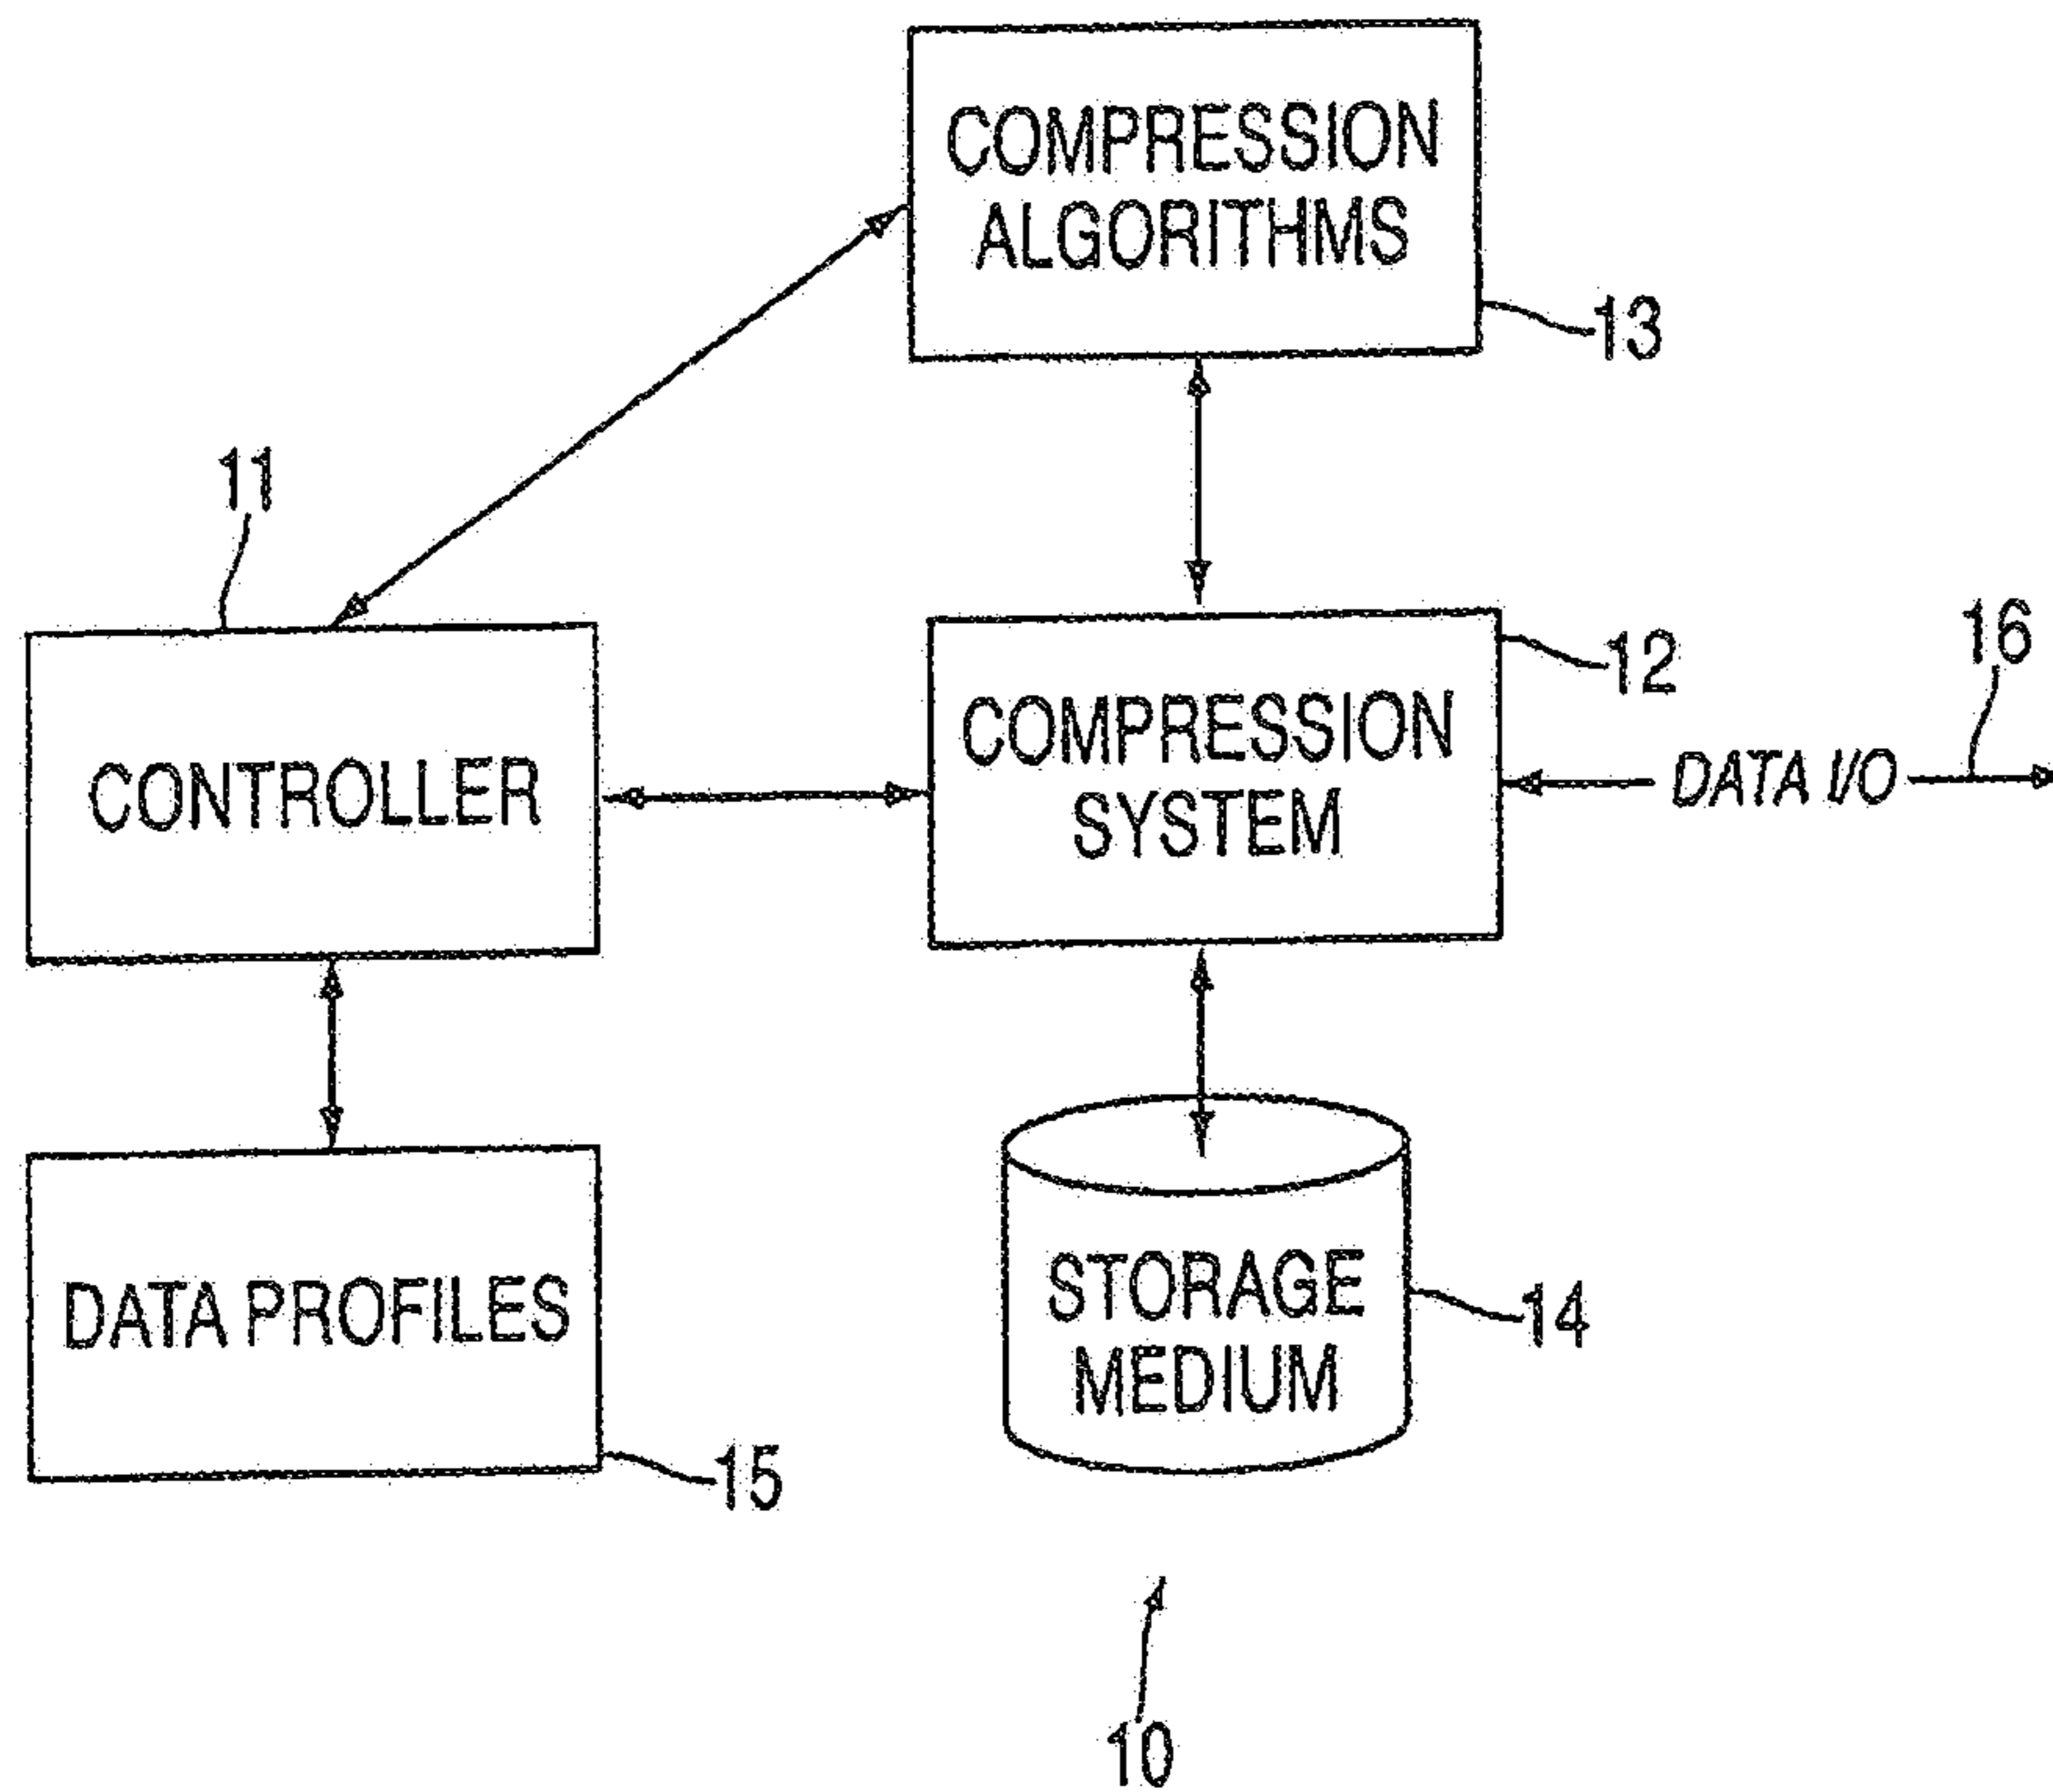 COMPRESSION
ALGORITHMS
13
11
CONTROLLER
COMPRESSION
SYSTEM
12
16
DATA I/O
DATA PROFILES
15
STORAGE
MEDIUM
14
10